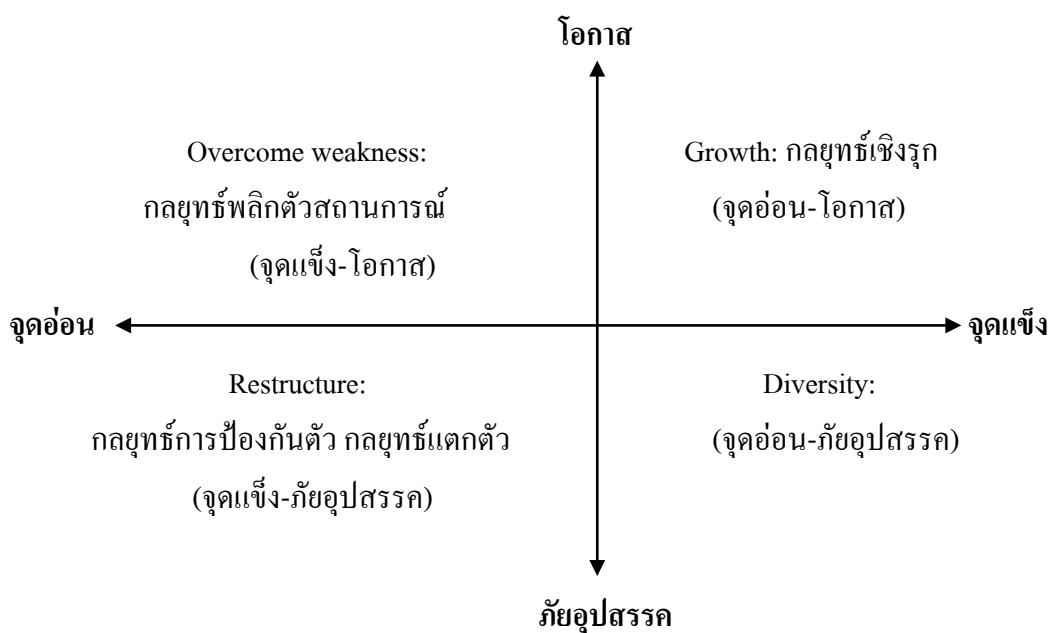 โอกาส
Overcome weakness:
กลยุทธ์พลิกตัวสถานการณ์
(จุดแข็ง-โอกาส)
Growth: กลยุทธ์เชิงรุก
(จุดอ่อน-โอกาส)
จุดอ่อน
จุดแข็ง
Restructure:
กลยุทธ์การป้องกันตัว กลยุทธ์แตกตัว
(จุดแข็ง-ภัยอุปสรรค)
Diversity:
(จุดอ่อน-ภัยอุปสรรค)
ภัยอุปสรรค